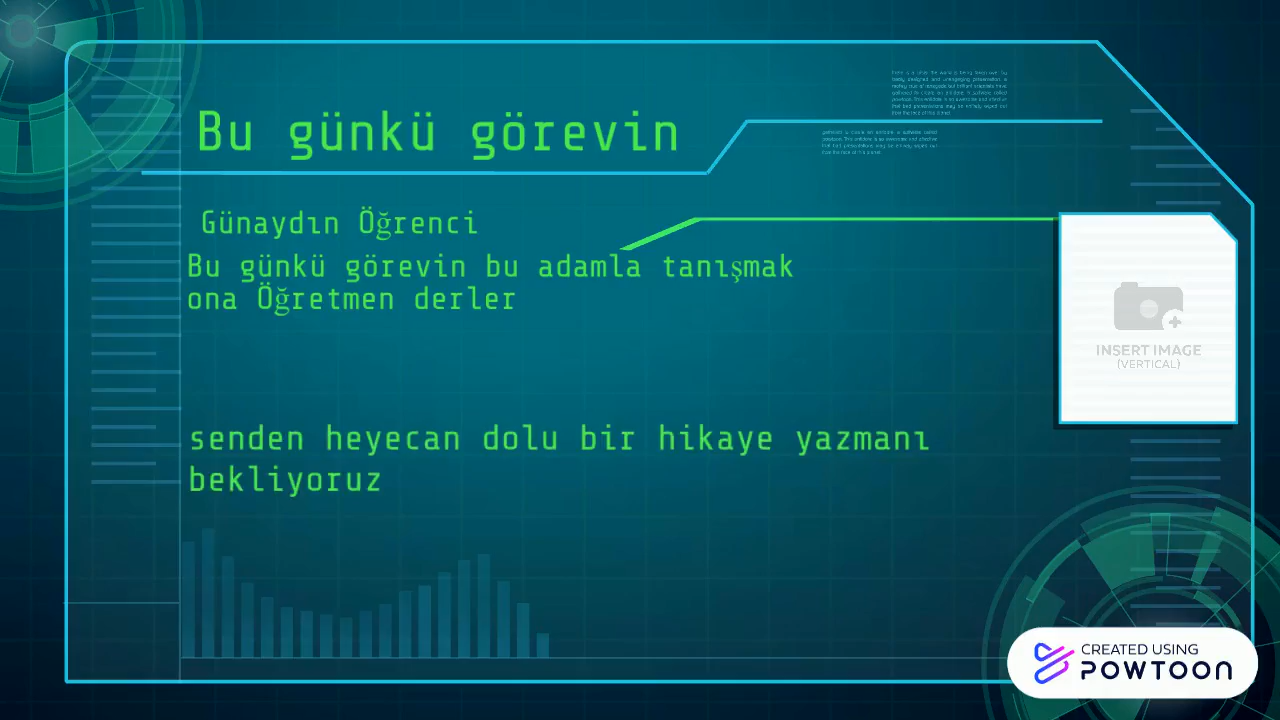 Bu günkü görevin
Günaydın Öğrenci
Bu günkü görevin bu adamla tanışmak
ona Öğretmen derler
INSERT IMAGE
(VERTICAL)
senden heyecan dolu bir hikaye yazmanı
bekliyoruz
CREATED USING
POWTOON